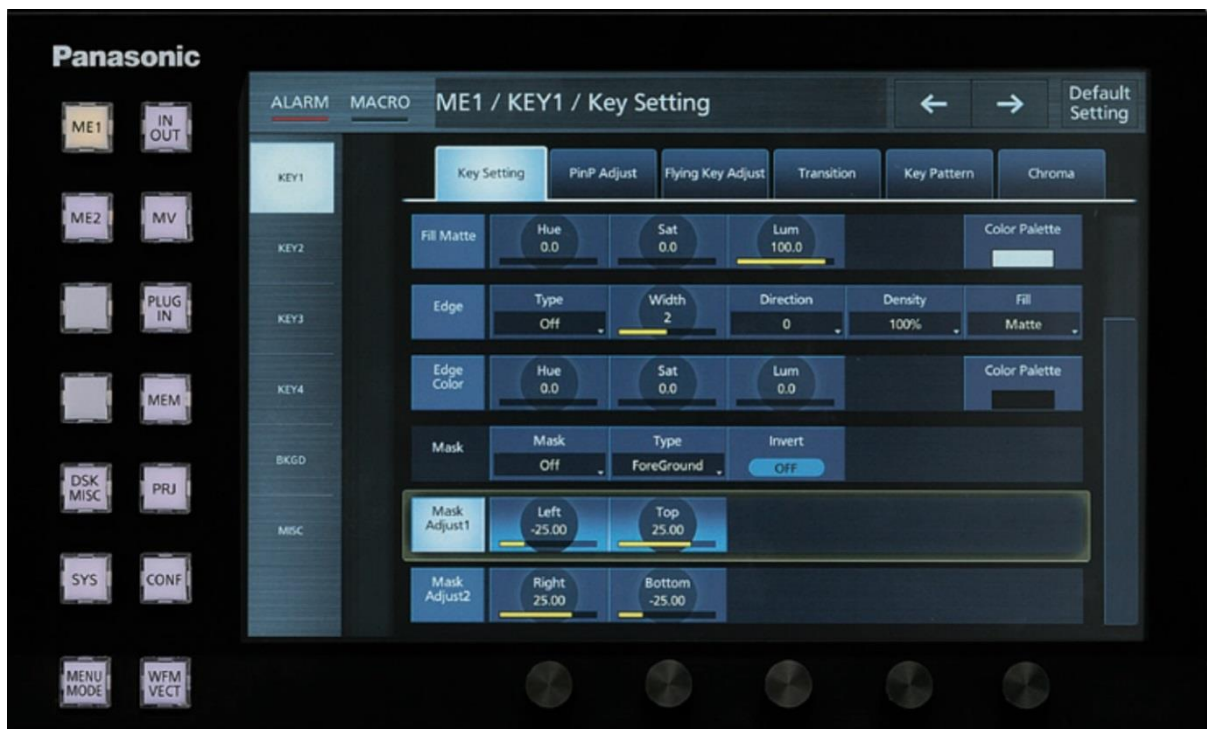 Panasonic
ME1
IN
OUT
ME2
MV
PLUG
IN
MEM
DSK
MISC
PRJ
SYS
CONF
MENU
MODE
WFM
VECT
ALARM MACRO ME1 / KEY1 / Key Setting ← → Default
Setting
KEY1
KEY2
KEY3
KEY4
BKGD
MISC
Key Setting PinP Adjust Flying Key Adjust Transition Key Pattern Chroma
Fill Matte Hue Sat Lum Color Palette
0.0 0.0 100.0
Edge Type Width Direction Density Fill
Off 2 0 100% Matte
Edge
Color Hue Sat Lum Color Palette
0.0 0.0 0.0
Mask Mask Type Invert
Off ForeGround OFF
Mask
Adjust1 Left Top
-25.00 25.00
Mask
Adjust2 Right Bottom
25.00 -25.00